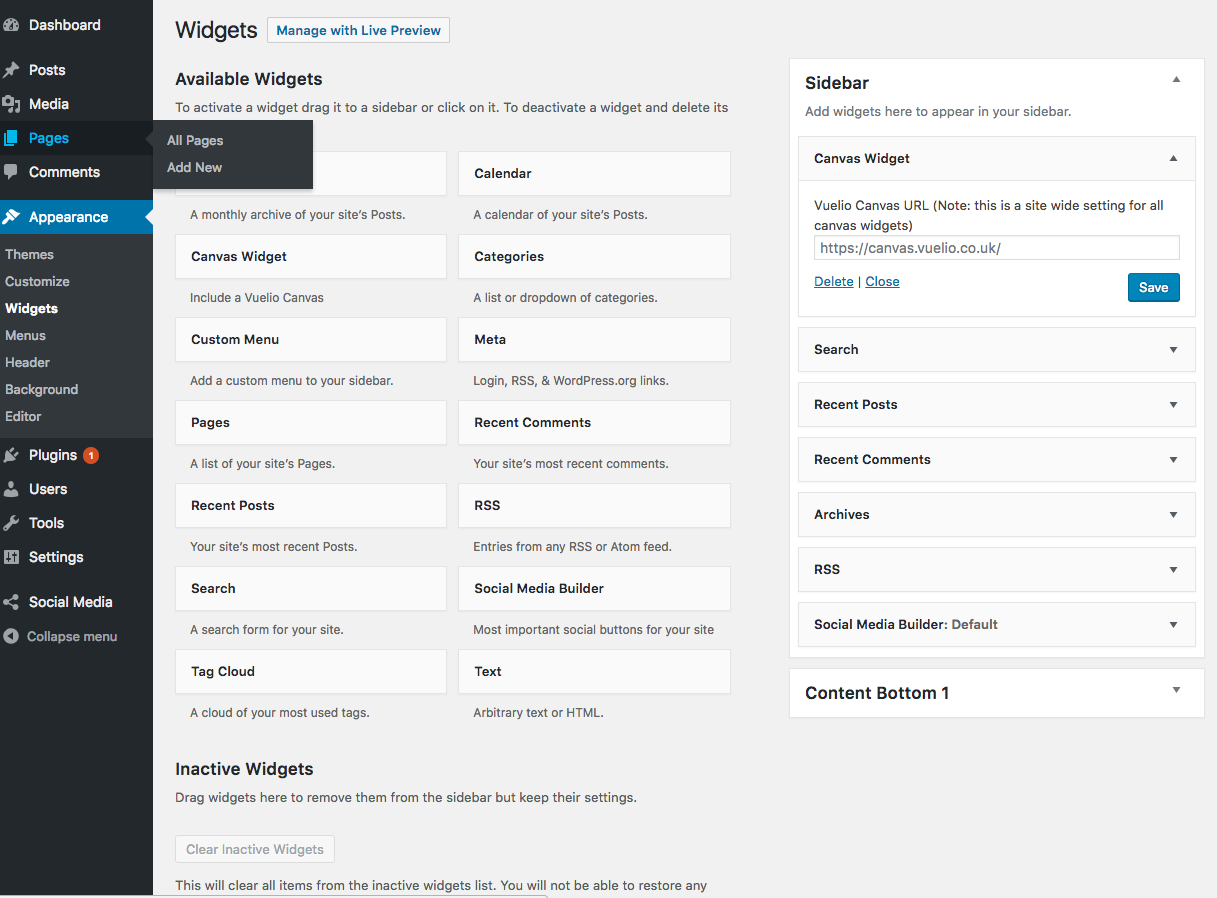 Dashboard
Posts
Media
Pages
All Pages
Add New
Comments
Appearance
Themes
Customize
Widgets
Menus
Header
Background
Editor
Plugins 1
Users
Tools
Settings
Social Media
Collapse menu
Widgets Manage with Live Preview
Available Widgets
To activate a widget drag it to a sidebar or click on it. To deactivate a widget and delete its
A monthly archive of your site’s Posts.
Calendar
A calendar of your site’s Posts.
Canvas Widget
Include a Vuelio Canvas
Categories
A list or dropdown of categories.
Custom Menu
Add a custom menu to your sidebar.
Meta
Login, RSS, & WordPress.org links.
Pages
A list of your site’s Pages.
Recent Comments
Your site’s most recent comments.
Recent Posts
Your site’s most recent Posts.
RSS
Entries from any RSS or Atom feed.
Search
A search form for your site.
Social Media Builder
Most important social buttons for your site
Tag Cloud
A cloud of your most used tags.
Text
Arbitrary text or HTML.
Inactive Widgets
Drag widgets here to remove them from the sidebar but keep their settings.
Clear Inactive Widgets
This will clear all items from the inactive widgets list. You will not be able to restore any
Sidebar
Add widgets here to appear in your sidebar.
Canvas Widget
Vuelio Canvas URL (Note: this is a site wide setting for all
canvas widgets)
https://canvas.vuelio.co.uk/
Delete | Close
Save
Search
Recent Posts
Recent Comments
Archives
RSS
Social Media Builder: Default
Content Bottom 1